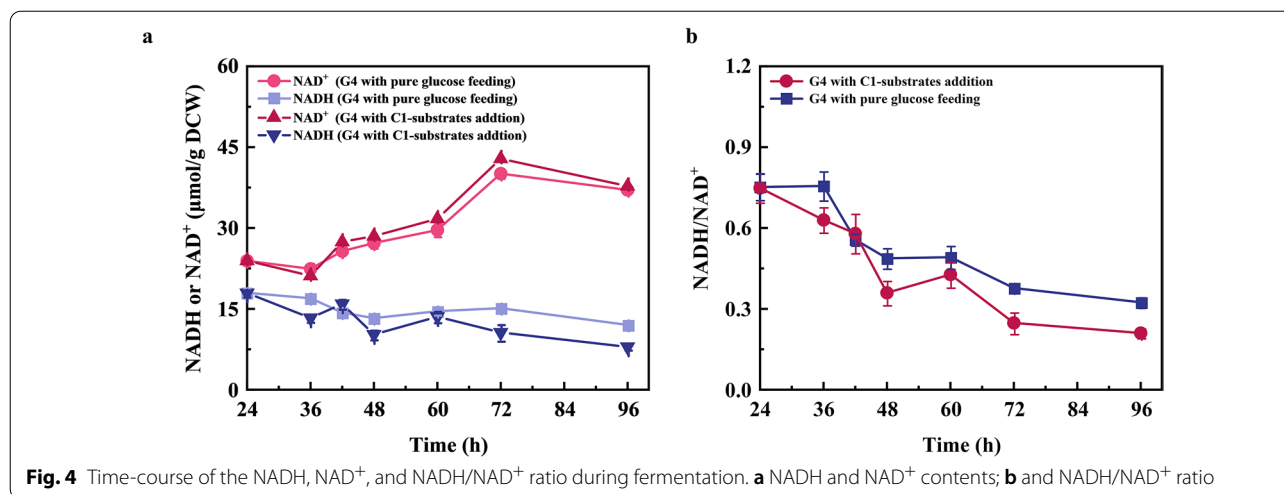 a
60
45
30
15
0
NADH or NAD+ (μmol/g DCW)
NAD+ (G4 with pure glucose feeding)
NADH (G4 with pure glucose feeding)
NAD+ (G4 with C1-substrates addtion)
NADH (G4 with C1-substrates addtion)
24 36 48 60 72 84 96
Time (h)
b
1.2
0.9
0.6
0.3
0.0
NADH/NAD+
G4 with C1-substrates addition
G4 with pure glucose feeding
24 36 48 60 72 84 96
Time (h)
Fig. 4 Time-course of the NADH, NAD+, and NADH/NAD+ ratio during fermentation. a NADH and NAD+ contents; b and NADH/NAD+ ratio